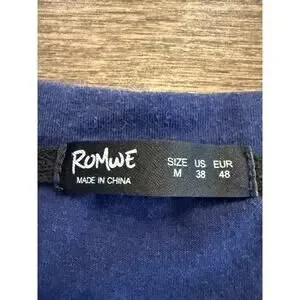 ROMWE
MADE IN CHINA
SIZE US EUR
M 38 48